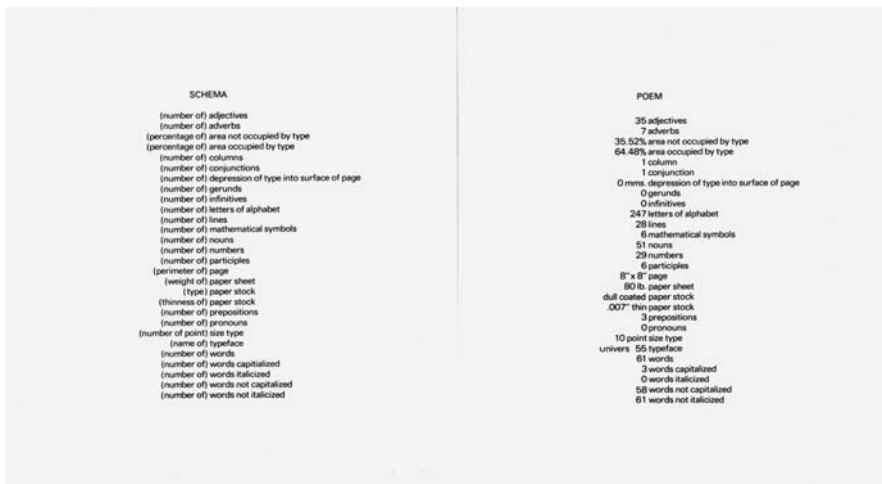 SCHEMA
(number of) adjectives
(number of) adverbs
(percentage of) area not occupied by type
(percentage of) area occupied by type
(number of) columns
(number of) conjunctions
(number of) depression of type into surface of page
(number of) gerunds
(number of) infinitives
(number of) letters of alphabet
(number of) lines
(number of) mathematical symbols
(number of) nouns
(number of) numbers
(number of) participles
(perimeter of) page
(weight of) paper sheet
(type) paper stock
(thinness of) paper stock
(number of) prepositions
(number of) pronouns
(number of point) size type
(name of) typeface
(number of) words
(number of) words capitialized
(number of) words italicized
(number of) words not capitalized
(number of) words not italicized
POEM
35 adjectives
7 adverbs
35.52% area not occupied by type
64.48% area occupied by type
1 column
1 conjunction
0 mms. depression of type into surface of page
0 gerunds
0 infinitives
247 letters of alphabet
28 lines
6 mathematical symbols
51 nouns
29 numbers
6 participles
8" x 8" page
80 lb. paper sheet
dull coated paper stock
.007" thin paper stock
3 prepositions
0 pronouns
10 point size type
univers 55 typeface
61 words
3 words capitalized
0 words italicized
58 words not capitalized
61 words not italicized